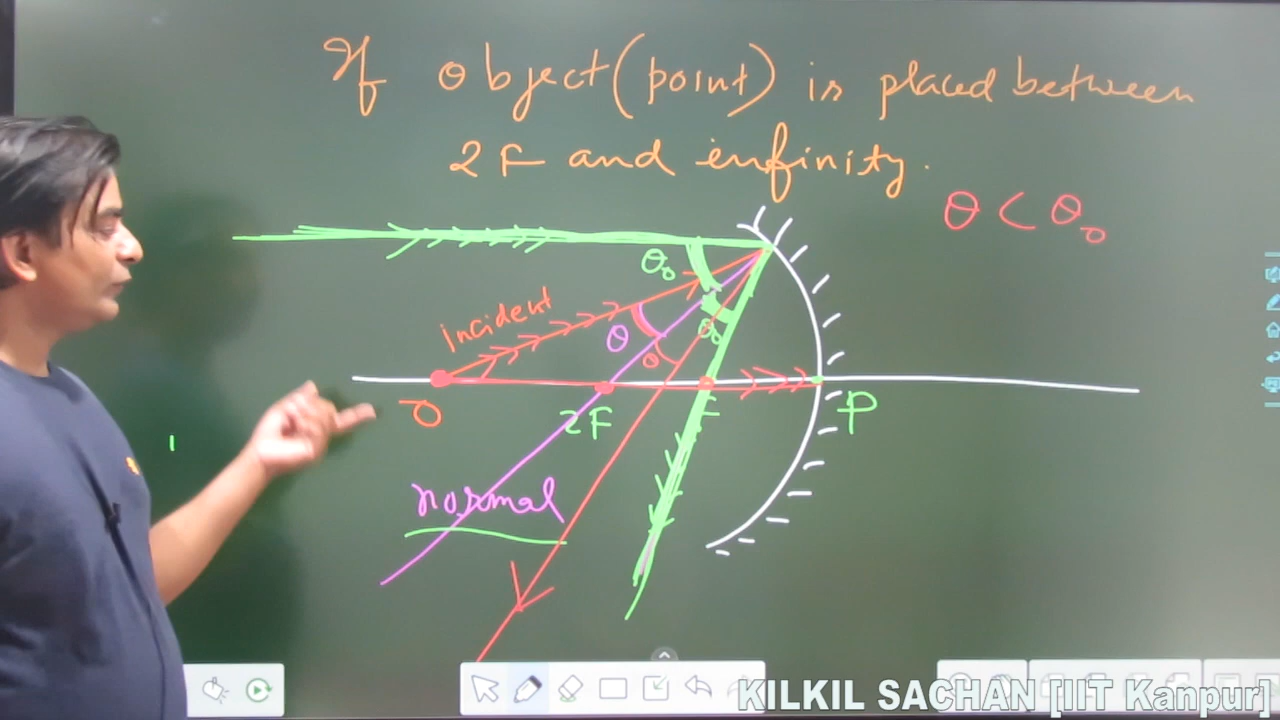 If object (point) is placed between
2F and infinity.
θ < θ₀
θ₀
incident
θ
θ
θ₀
O
2F
F
P
normal
KILKIL SACHAN [IIT Kanpur]